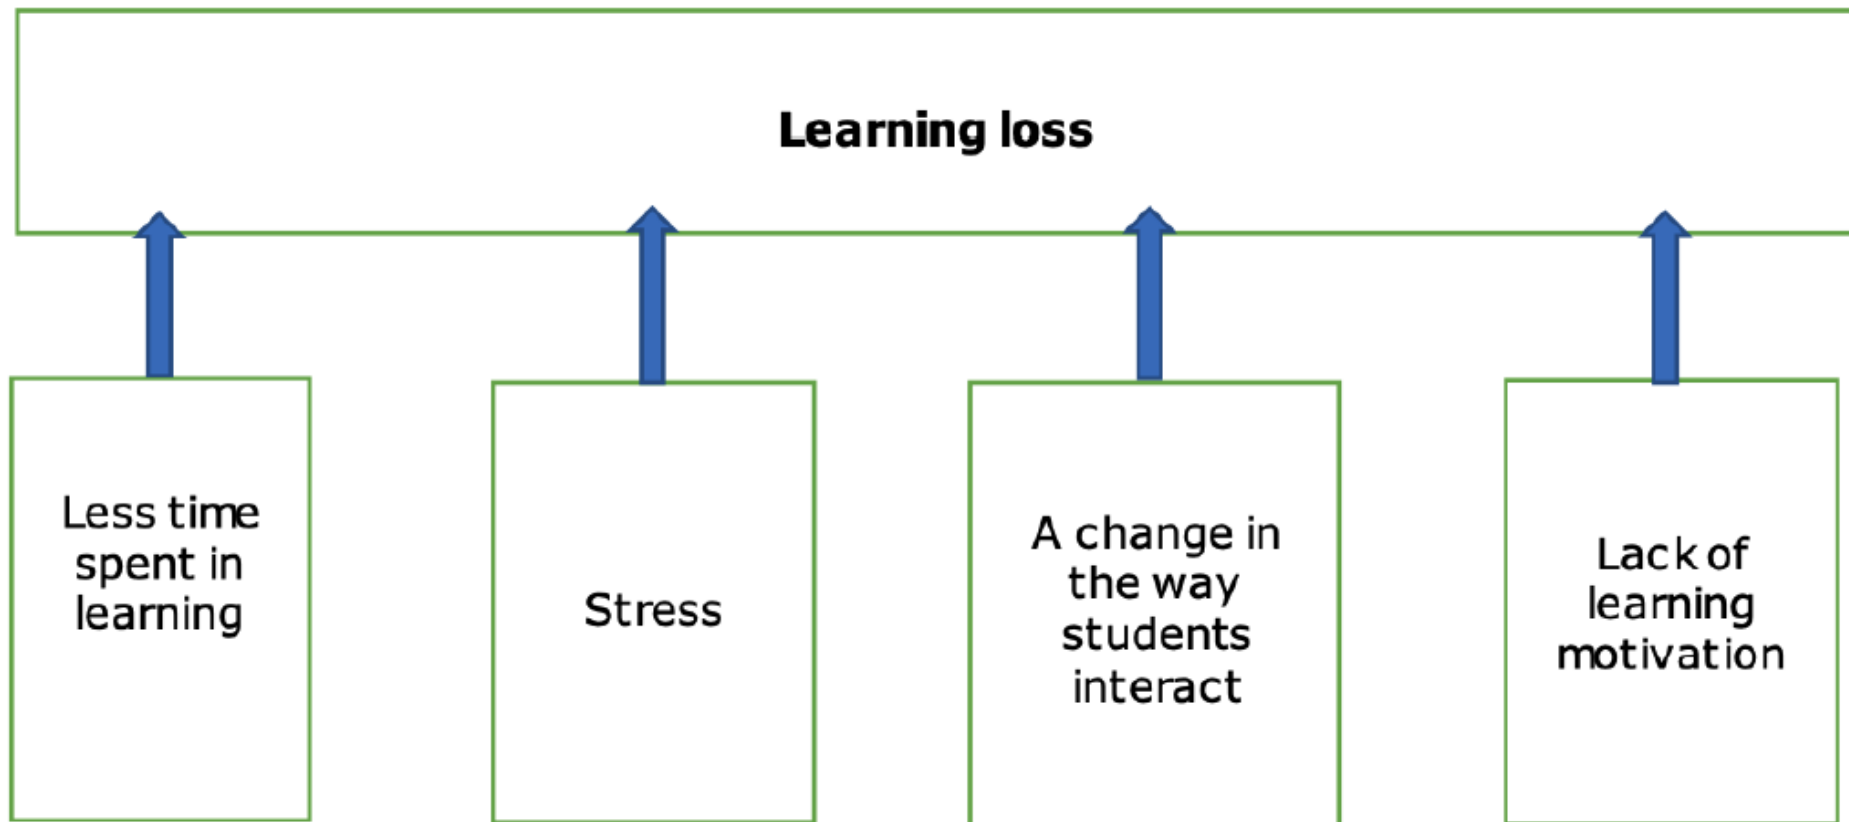 Learning loss
Less time
spent in
learning
Stress
A change in
the way
students
interact
Lack of
learning
motivation